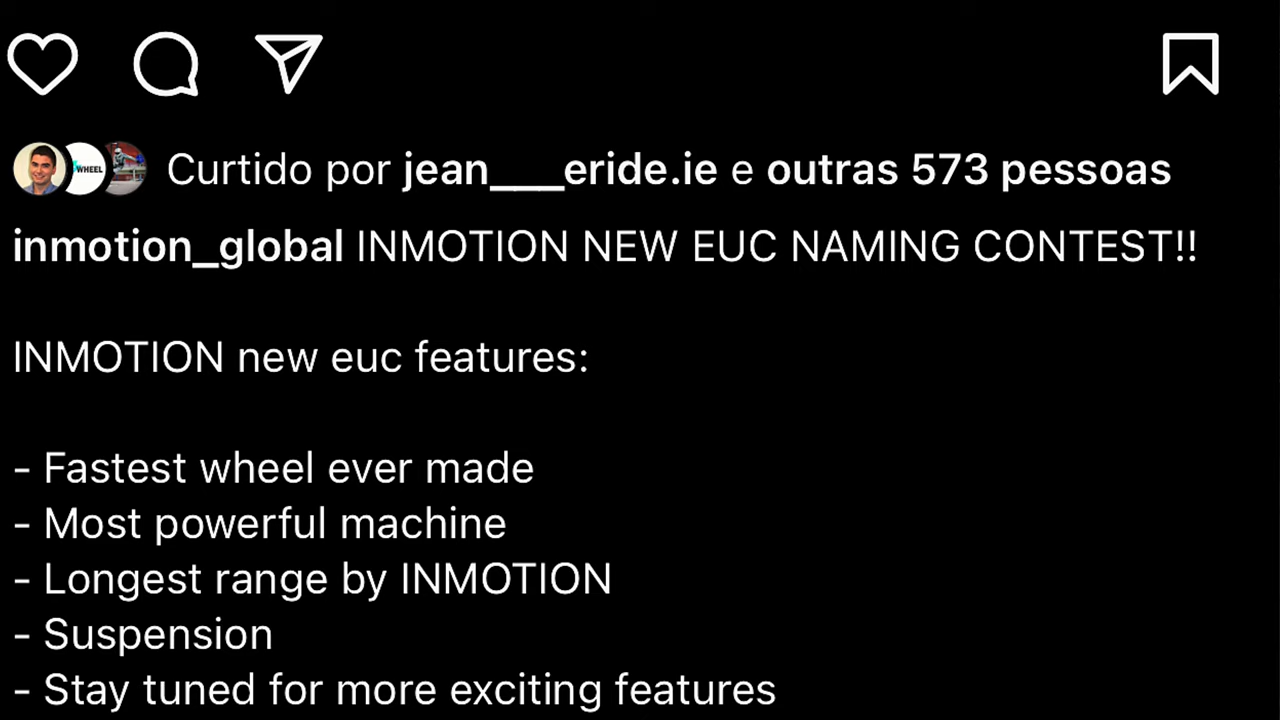 WHEEL
Curtido por jean___eride.ie e outras 573 pessoas
inmotion_global INMOTION NEW EUC NAMING CONTEST!!
INMOTION new euc features:
- Fastest wheel ever made
- Most powerful machine
- Longest range by INMOTION
- Suspension
- Stay tuned for more exciting features